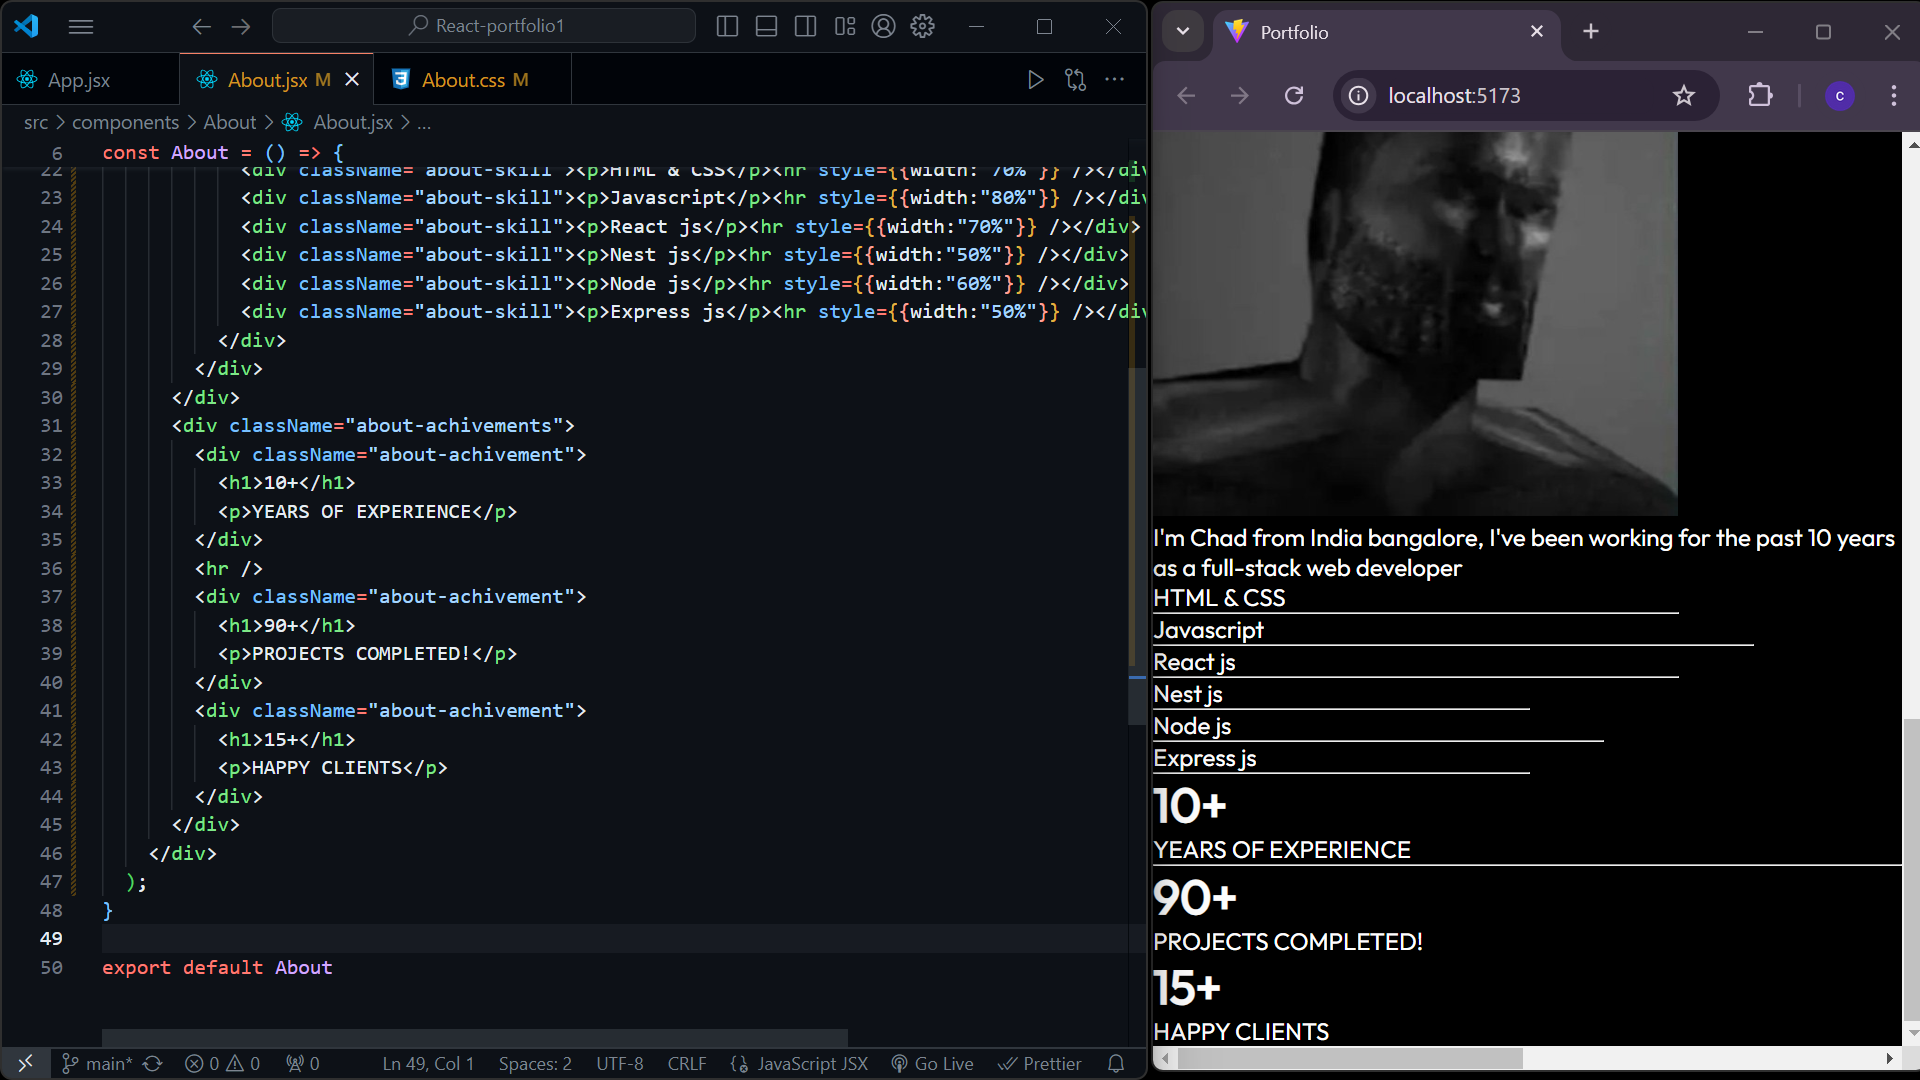 React-portfolio1
App.jsx
About.jsx M
About.css M
src > components > About > About.jsx > ...
6 const About = () => {
22 <div className="about-skill"><p>HTML & CSS</p><hr style={{width:"70%"}} /></div
23 <div className="about-skill"><p>Javascript</p><hr style={{width:"80%"}} /></div
24 <div className="about-skill"><p>React js</p><hr style={{width:"70%"}} /></div>
25 <div className="about-skill"><p>Nest js</p><hr style={{width:"50%"}} /></div>
26 <div className="about-skill"><p>Node js</p><hr style={{width:"60%"}} /></div>
27 <div className="about-skill"><p>Express js</p><hr style={{width:"50%"}} /></div
28 </div>
29 </div>
30 </div>
31 <div className="about-achivements">
32 <div className="about-achivement">
33 <h1>10+</h1>
34 <p>YEARS OF EXPERIENCE</p>
35 </div>
36 <hr />
37 <div className="about-achivement">
38 <h1>90+</h1>
39 <p>PROJECTS COMPLETED!</p>
40 </div>
41 <div className="about-achivement">
42 <h1>15+</h1>
43 <p>HAPPY CLIENTS</p>
44 </div>
45 </div>
46 </div>
47 );
48 }
49
50 export default About
main* 0 0 0 Ln 49, Col 1 Spaces: 2 UTF-8 CRLF {} JavaScript JSX Go Live Prettier
Portfolio
localhost:5173
c
I'm Chad from India bangalore, I've been working for the past 10 years
as a full-stack web developer
HTML & CSS
Javascript
React js
Nest js
Node js
Express js
10+
YEARS OF EXPERIENCE
90+
PROJECTS COMPLETED!
15+
HAPPY CLIENTS